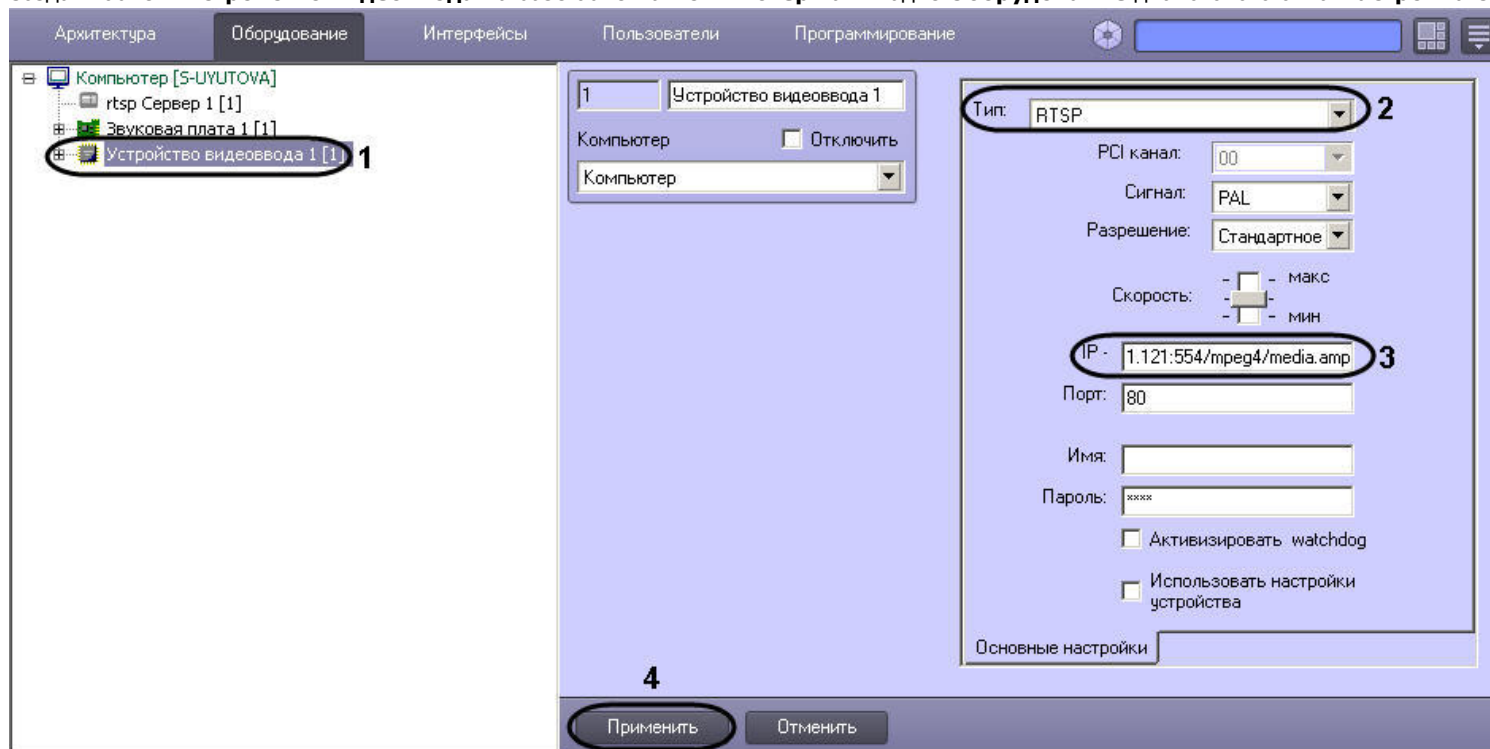 Архитектура Оборудование Интерфейсы Пользователи Программирование
Компьютер [S-UYUTOVA]
rtsp Сервер 1 [1]
Звуковая плата 1 [1]
Устройство видеоввода 1 [1] 1
1 Устройство видеоввода 1
Компьютер Отключить
Компьютер
Тип: RTSP 2
PCI канал: 00
Сигнал: PAL
Разрешение: Стандартное
- - макс
Скорость: - -
- - мин
IP - 1.121:554/mpeg4/media.amp 3
Порт: 80
Имя:
Пароль: ××××
Активизировать watchdog
Использовать настройки
устройства
Основные настройки
4
Применить Отменить